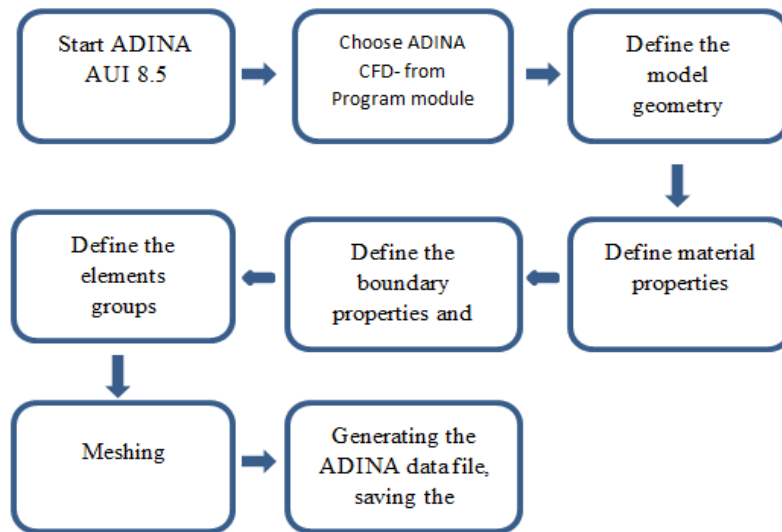 Start ADINA
AUI 8.5
Choose ADINA
CFD- from
Program module
Define the
model
geometry
Define material
properties
Define the
boundary
properties and
Define the
elements
groups
Meshing
Generating the
ADINA data file,
saving the